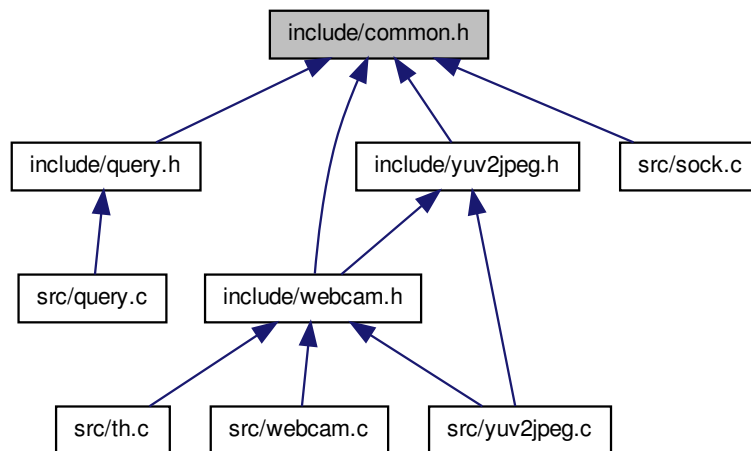 include/common.h
include/query.h
include/yuv2jpeg.h
src/sock.c
src/query.c
include/webcam.h
src/th.c
src/webcam.c
src/yuv2jpeg.c